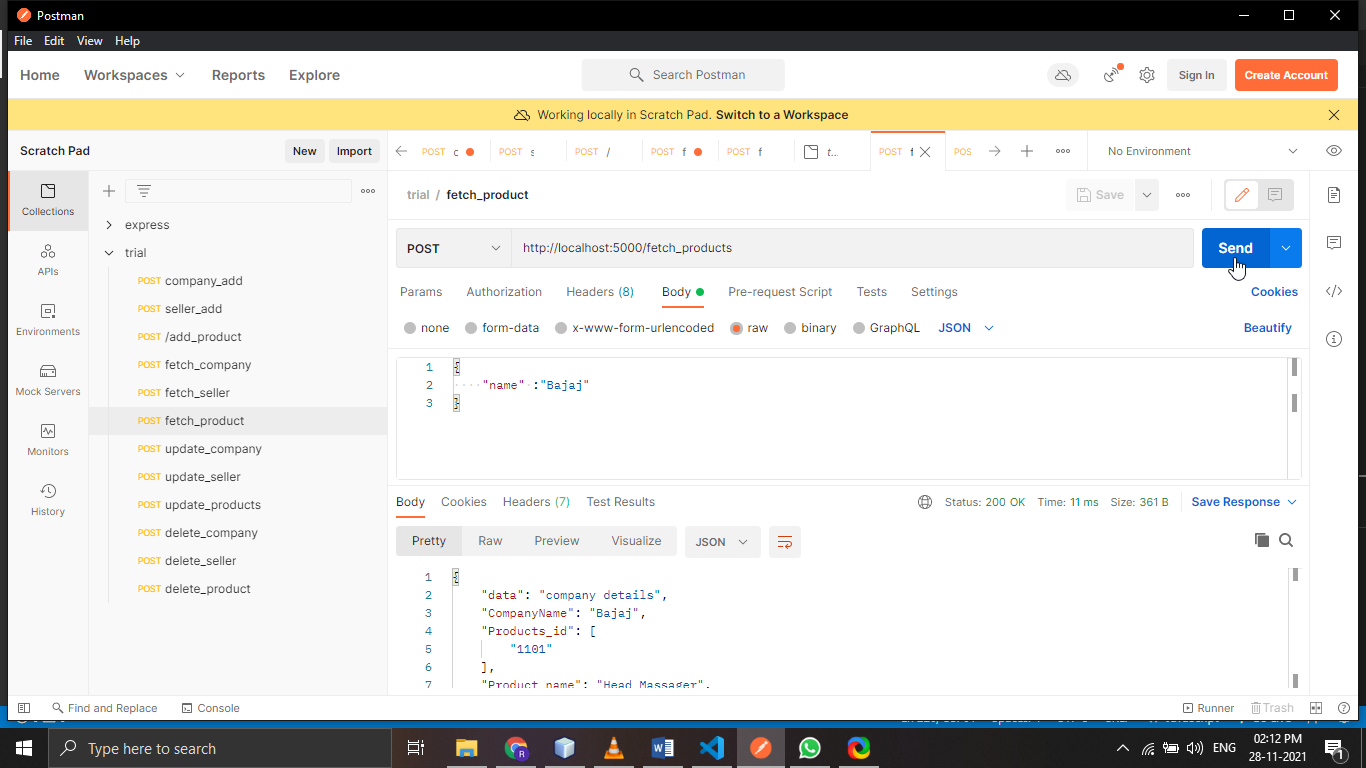 Postman
File Edit View Help
Home Workspaces Reports Explore Search Postman Sign In Create Account
Working locally in Scratch Pad. Switch to a Workspace
Scratch Pad New Import POST c POST s POST / POST f POST f t... POST f POS No Environment
trial / fetch_product Save
Collections
APIs
Environments
Mock Servers
Monitors
History
express
trial
POST company_add
POST seller_add
POST /add_product
POST fetch_company
POST fetch_seller
POST fetch_product
POST update_company
POST update_seller
POST update_products
POST delete_company
POST delete_seller
POST delete_product
POST http://localhost:5000/fetch_products Send
Params Authorization Headers (8) Body Pre-request Script Tests Settings Cookies
none form-data x-www-form-urlencoded raw binary GraphQL JSON Beautify
1 {
2 "name" :"Bajaj"
3 }
Body Cookies Headers (7) Test Results Status: 200 OK Time: 11 ms Size: 361 B Save Response
Pretty Raw Preview Visualize JSON
1 {
2 "data": "company details",
3 "CompanyName": "Bajaj",
4 "Products_id": [
5 "1101"
6 ],
7 "Product_name": "Head Massager",
Find and Replace Console Runner Trash
Type here to search ENG 02:12 PM
28-11-2021 1